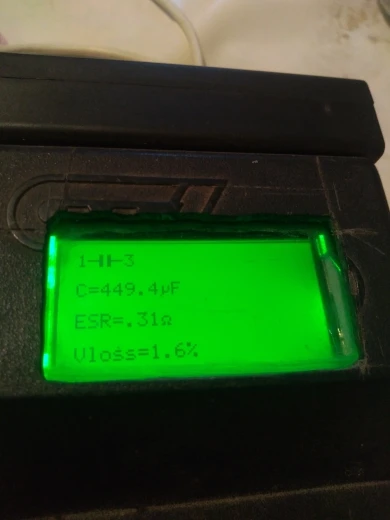 1⊣⊢3
C=449.4µF
ESR=.31Ω
Vloss=1.6%